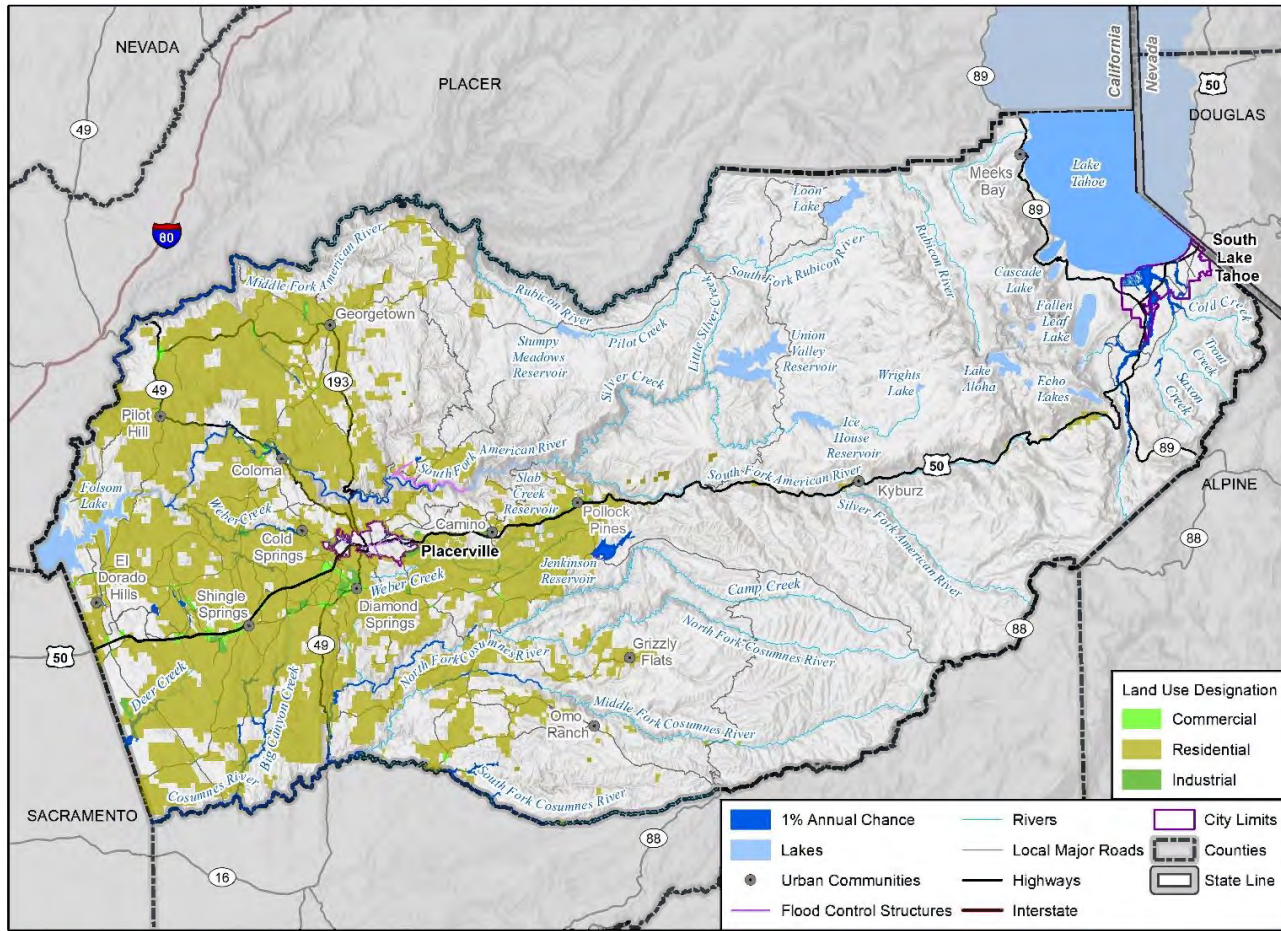 NEVADA
PLACER
49
80
89
California
Nevada
50
DOUGLAS
Lake
Tahoe
Meeks
Bay
89
South
Lake
Tahoe
Loon
Lake
Rubicon River
South Fork Rubicon River
Cascade
Lake
Fallen
Leaf
Lake
Cold Creek
Trout Creek
Saxon
Creek
Middle Fork American River
Georgetown
Rubicon River
Pilot Creek
Stumpy
Meadows
Reservoir
Little Silver Creek
Silver Creek
Union
Valley
Reservoir
Wrights
Lake
Lake
Aloha
Echo
Lakes
193
49
Pilot
Hill
Coloma
South Fork American River
Slab
Creek
Reservoir
Ice
House
Reservoir
50
South Fork American River
Kyburz
89
ALPINE
88
Folsom
Lake
Weber Creek
Cold
Springs
Camino
Pollock
Pines
Placerville
Silver Fork American River
El
Dorado
Hills
Shingle
Springs
Weber Creek
Diamond
Springs
Jenkinson
Reservoir
Camp Creek
North Fork Cosumnes River
North Fork Cosumnes River
Grizzly
Flats
88
50
49
Deer Creek
Big Canyon Creek
Omo
Ranch
Middle Fork Cosumnes River
Cosumnes River
South Fork Cosumnes River
SACRAMENTO
16
88
Land Use Designation
Commercial
Residential
Industrial
1% Annual Chance
Lakes
Urban Communities
Flood Control Structures
Rivers
Local Major Roads
Highways
Interstate
City Limits
Counties
State Line